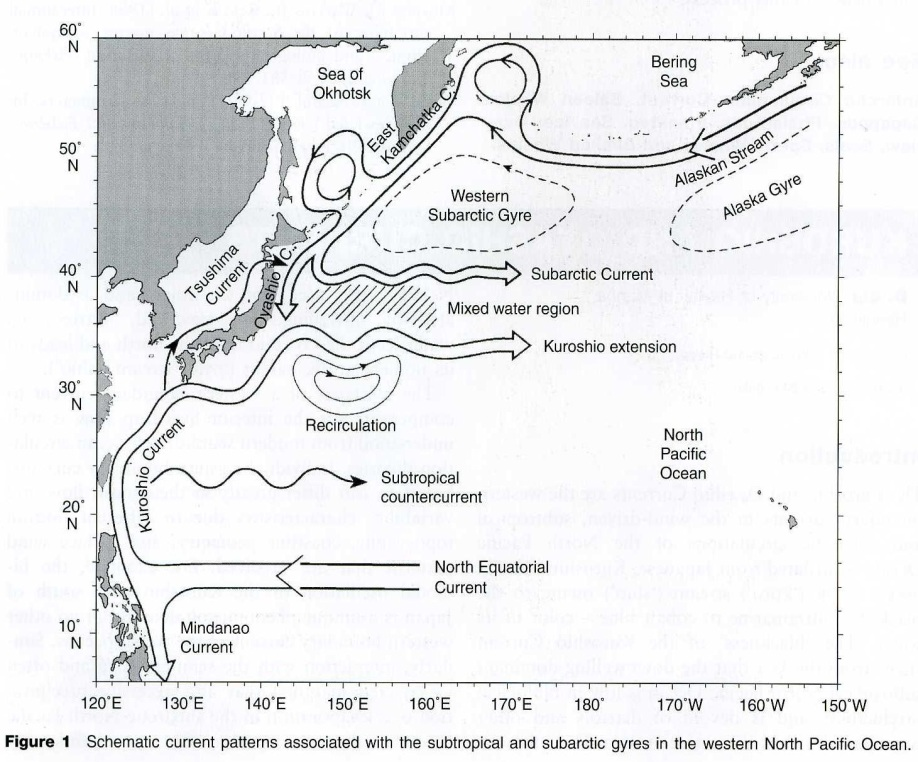 60°
N
50°
N
40°
N
30°
N
20°
N
10°
N
Sea of
Okhotsk
Bering
Sea
East
Kamchatka C.
Alaskan Stream
Alaska Gyre
Western
Subarctic Gyre
Tsushima
Current
Oyashio C.
Subarctic Current
Mixed water region
Kuroshio extension
Recirculation
Kuroshio Current
North
Pacific
Ocean
Subtropical
countercurrent
North Equatorial
Current
Mindanao
Current
120°E 130° 140° 150° 160° 170° 180° 170°W 160°W 150°W
Figure 1 Schematic current patterns associated with the subtropical and subarctic gyres in the western North Pacific Ocean.